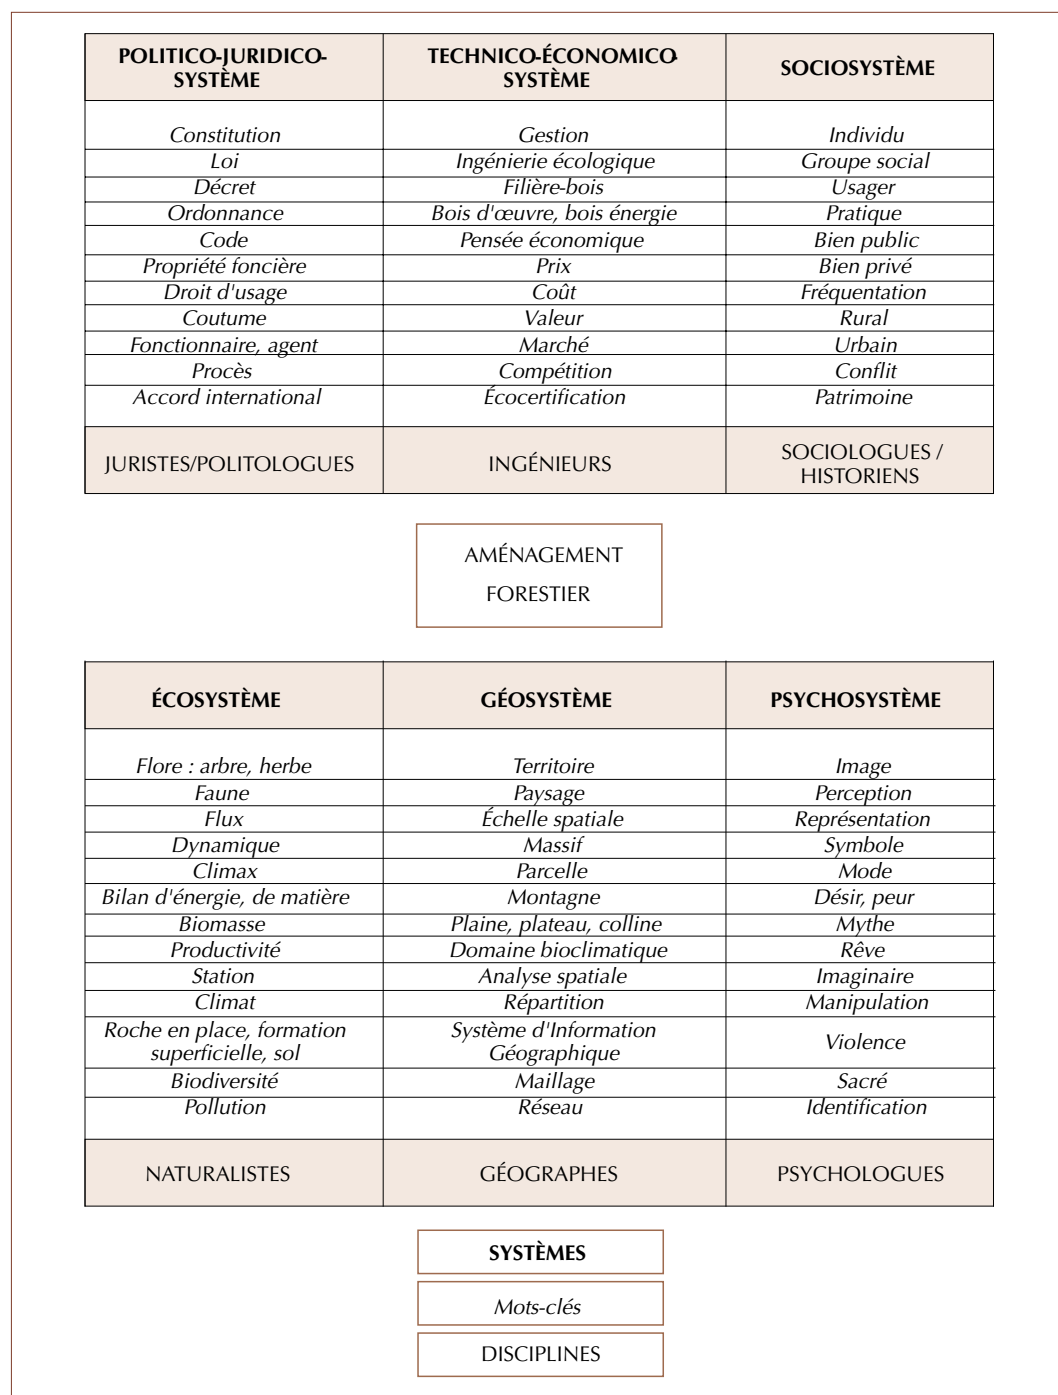 POLITICO-JURIDICO-
SYSTÈME
TECHNICO-ÉCONOMICO-
SYSTÈME
SOCIOSYSTÈME
Constitution
Gestion
Individu
Loi
Ingénierie écologique
Groupe social
Décret
Filière-bois
Usager
Ordonnance
Bois d'œuvre, bois énergie
Pratique
Code
Pensée économique
Bien public
Propriété foncière
Prix
Bien privé
Droit d'usage
Coût
Fréquentation
Coutume
Valeur
Rural
Fonctionnaire, agent
Marché
Urbain
Procès
Compétition
Conflit
Accord international
Écocertification
Patrimoine
JURISTES/POLITOLOGUES
INGÉNIEURS
SOCIOLOGUES /
HISTORIENS
AMÉNAGEMENT
FORESTIER
ÉCOSYSTÈME
GÉOSYSTÈME
PSYCHOSYSTÈME
Flore : arbre, herbe
Territoire
Image
Faune
Paysage
Perception
Flux
Échelle spatiale
Représentation
Dynamique
Massif
Symbole
Climax
Parcelle
Mode
Bilan d'énergie, de matière
Montagne
Désir, peur
Biomasse
Plaine, plateau, colline
Mythe
Productivité
Domaine bioclimatique
Rêve
Station
Analyse spatiale
Imaginaire
Climat
Répartition
Manipulation
Roche en place, formation
superficielle, sol
Système d'Information
Géographique
Violence
Biodiversité
Maillage
Sacré
Pollution
Réseau
Identification
NATURALISTES
GÉOGRAPHES
PSYCHOLOGUES
SYSTÈMES
Mots-clés
DISCIPLINES